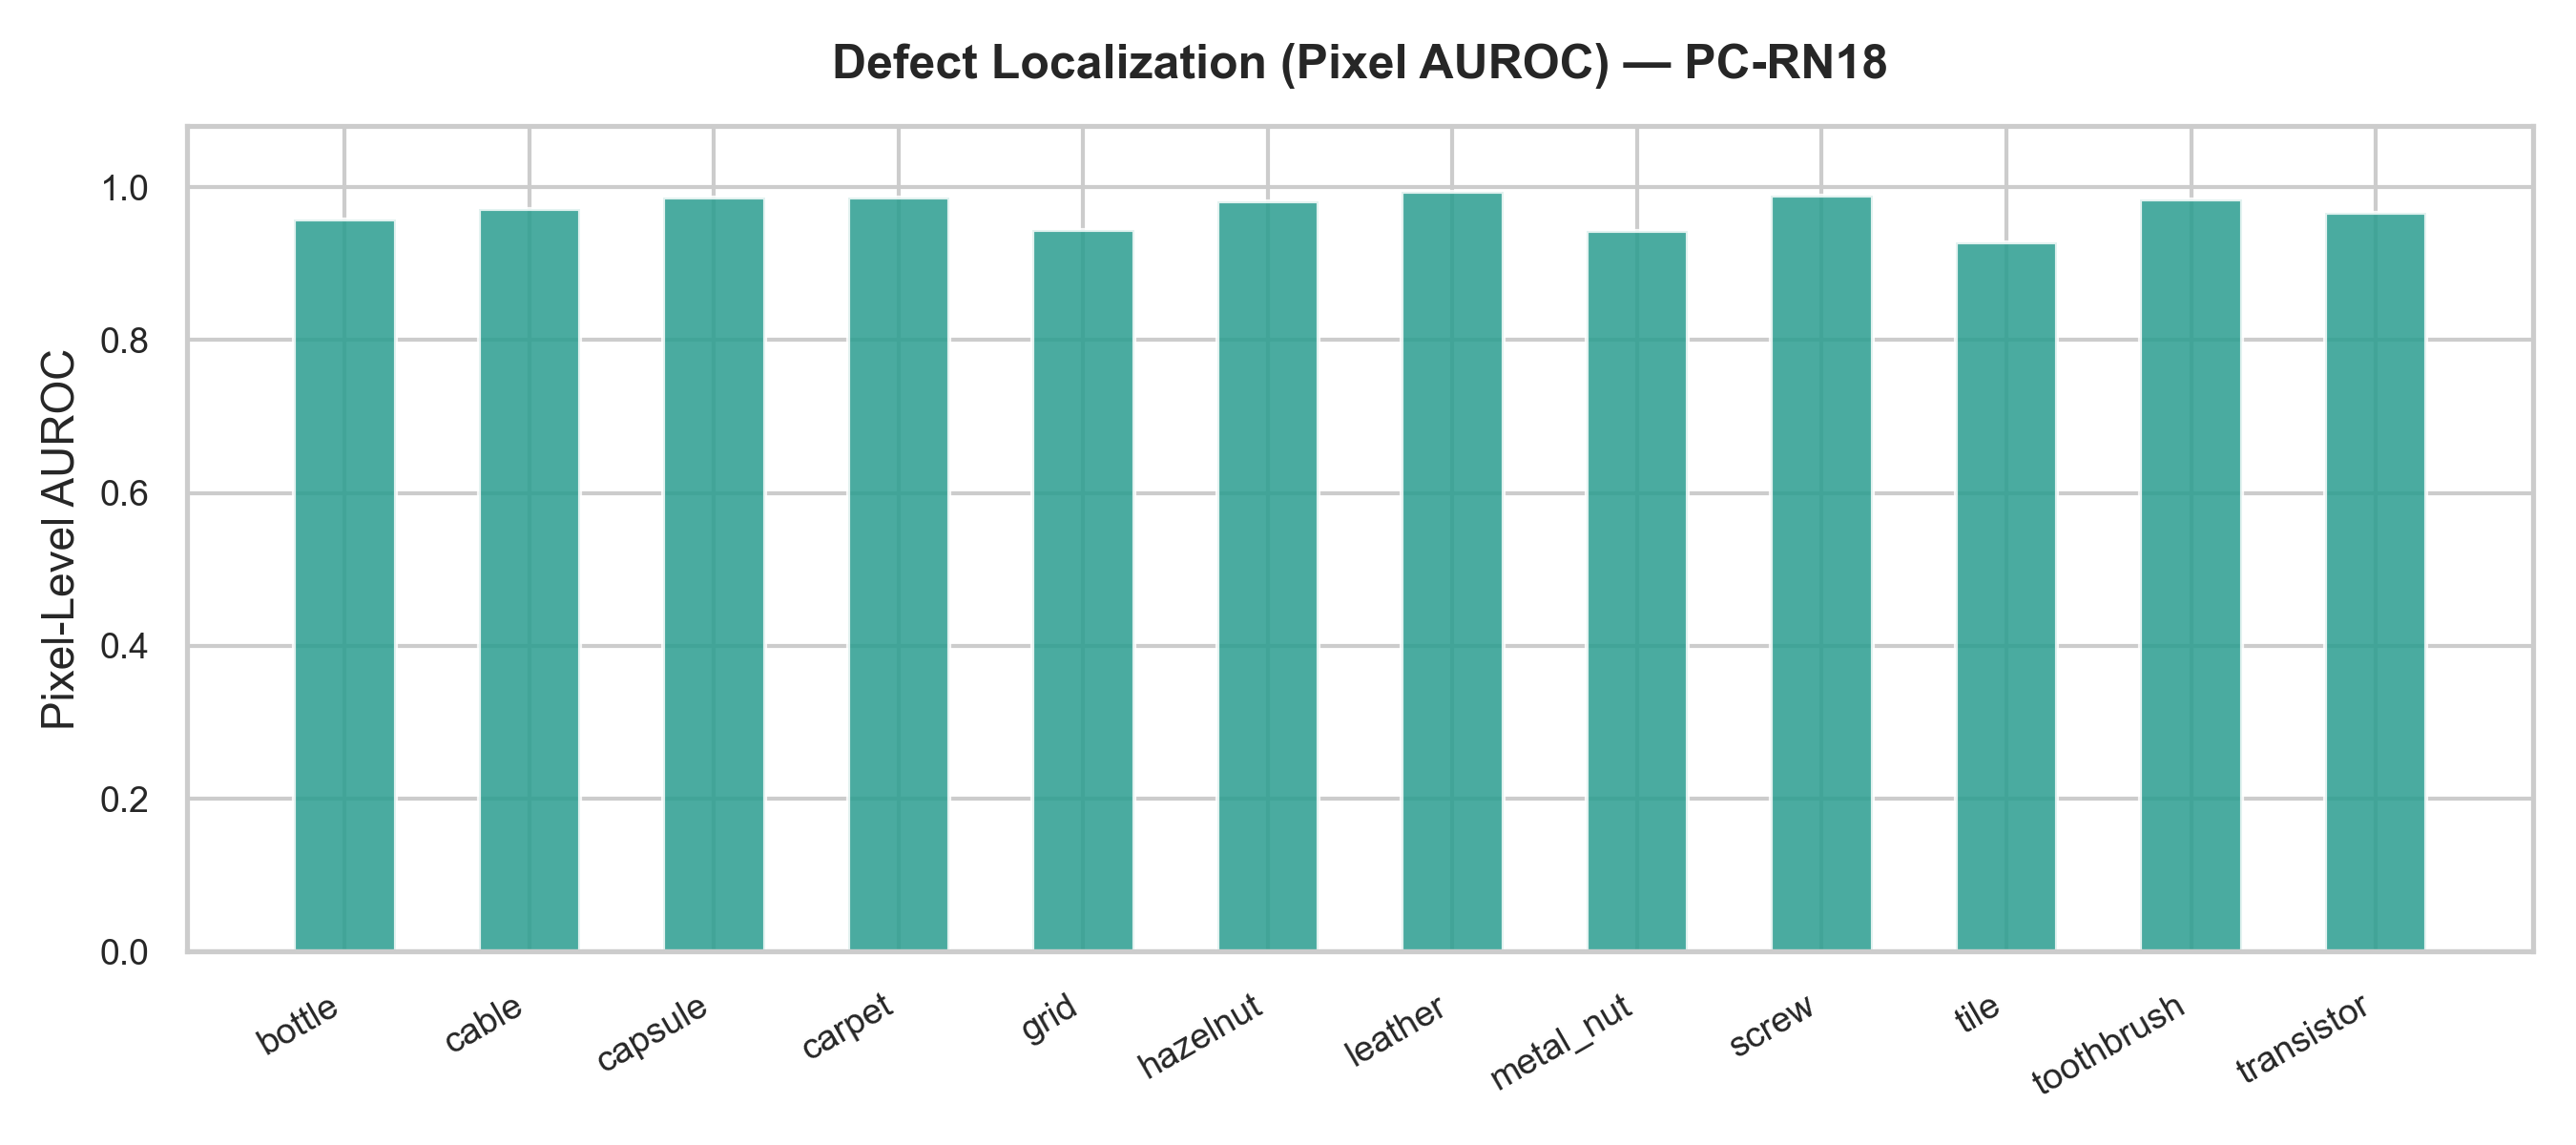 Defect Localization (Pixel AUROC) — PC-RN18
Pixel-Level AUROC
1.0
0.8
0.6
0.4
0.2
0.0
bottle
cable
capsule
carpet
grid
hazelnut
leather
metal_nut
screw
tile
toothbrush
transistor